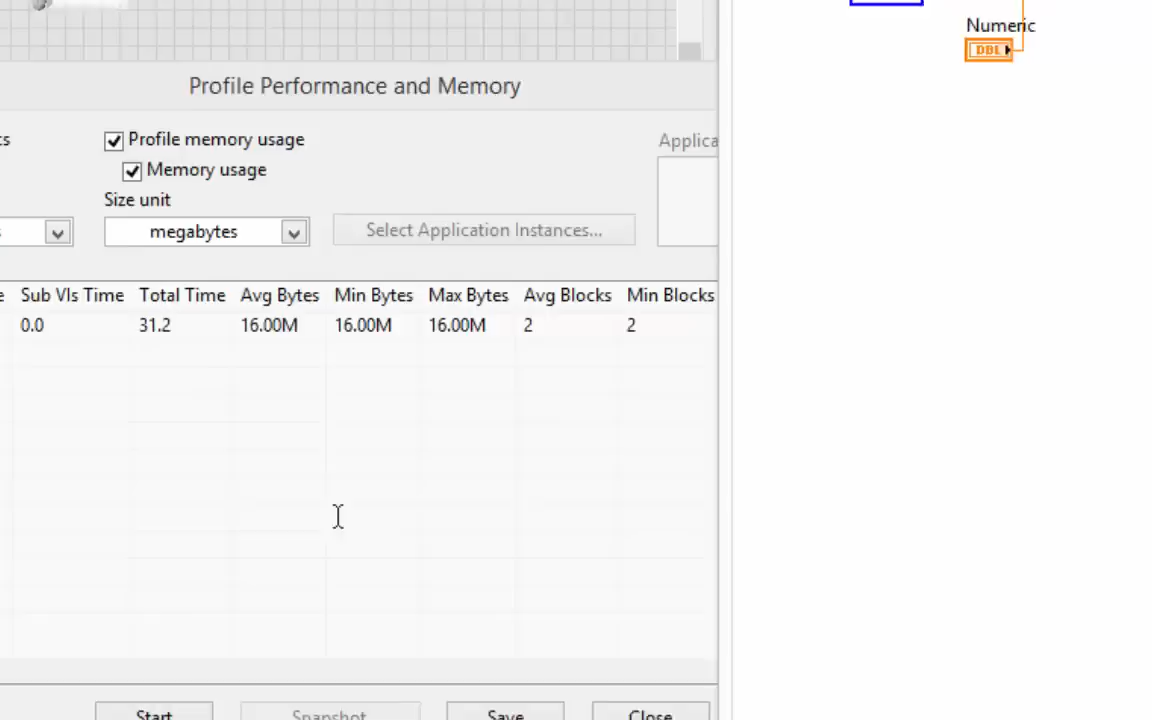 Numeric
DBL
Profile Performance and Memory
Profile memory usage
Applica
Memory usage
Size unit
megabytes
Select Application Instances...
Sub VIs Time Total Time Avg Bytes Min Bytes Max Bytes Avg Blocks Min Blocks
0.0 31.2 16.00M 16.00M 16.00M 2 2
Start Snapshot Save Close